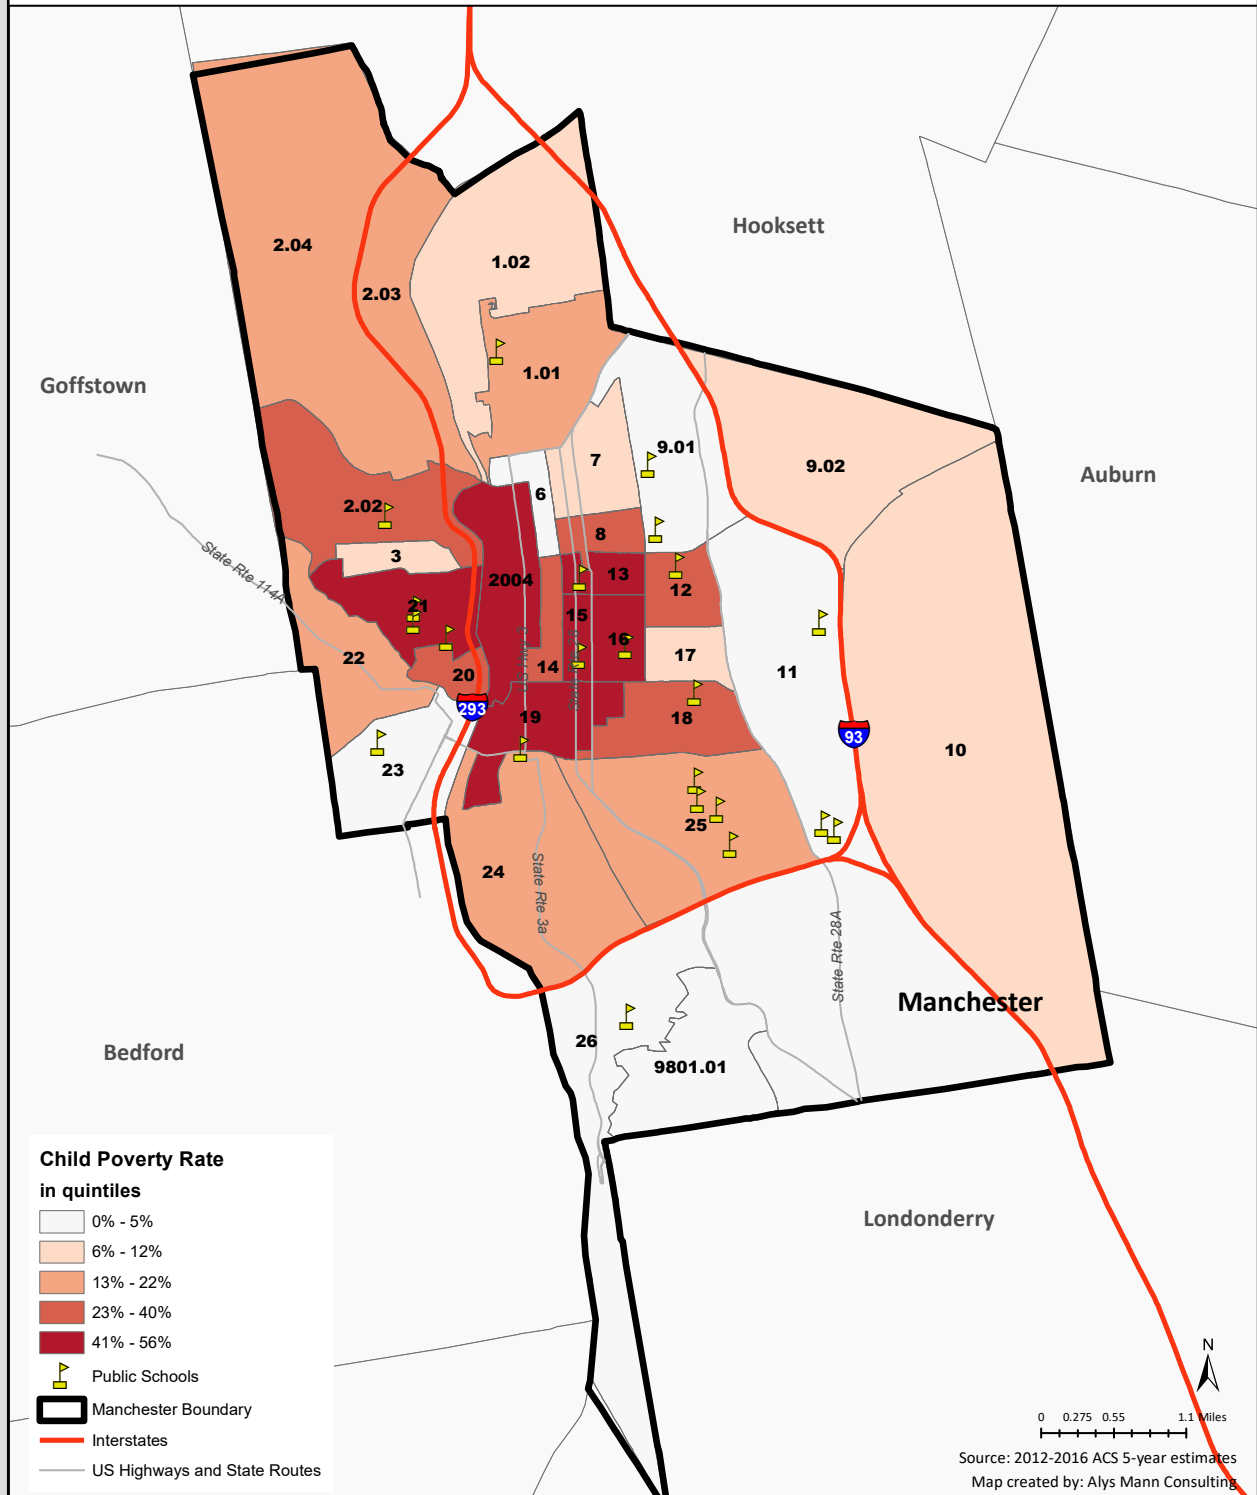 Hooksett
2.04
1.02
2.03
Goffstown
1.01
7
9.01
9.02
Auburn
6
2.02
8
3
State Rte 114A
2004
13
12
21
15
16
14
17
22
20
11
293
19
18
93
10
23
25
24
State Rte 3a
State Rte 28A
Manchester
26
Bedford
9801.01
Child Poverty Rate
in quintiles
0% - 5%
6% - 12%
13% - 22%
23% - 40%
41% - 56%
Public Schools
Manchester Boundary
Interstates
US Highways and State Routes
Londonderry
N
0 0.275 0.55 1.1 Miles
Source: 2012-2016 ACS 5-year estimates
Map created by: Alys Mann Consulting